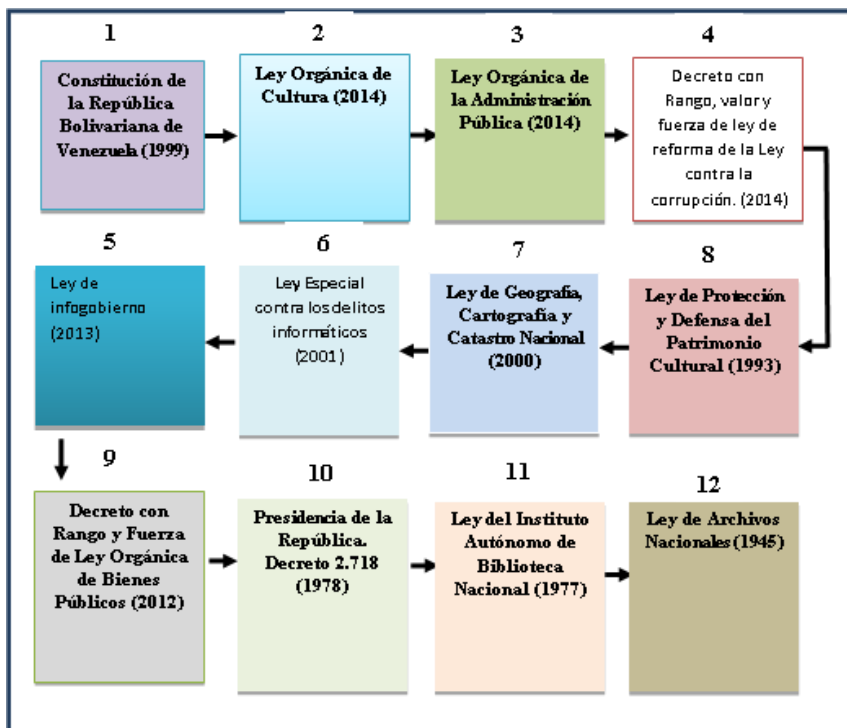 1
Constitución de
la República
Bolivariana de
Venezuela (1999)
2
Ley Orgánica de
Cultura (2014)
3
Ley Orgánica de
la Administración
Pública (2014)
4
Decreto con
Rango, valor y
fuerza de ley de
reforma de la Ley
contra la
corrupción. (2014)
5
Ley de
infogobierno
(2013)
6
Ley Especial
contra los delitos
informáticos
(2001)
7
Ley de Geografía,
Cartografía y
Catastro Nacional
(2000)
8
Ley de Protección
y Defensa del
Patrimonio
Cultural (1993)
9
Decreto con
Rango y Fuerza
de Ley Orgánica
de Bienes
Públicos (2012)
10
Presidencia de la
República.
Decreto 2.718
(1978)
11
Ley del Instituto
Autónomo de
Biblioteca
Nacional (1977)
12
Ley de Archivos
Nacionales (1945)